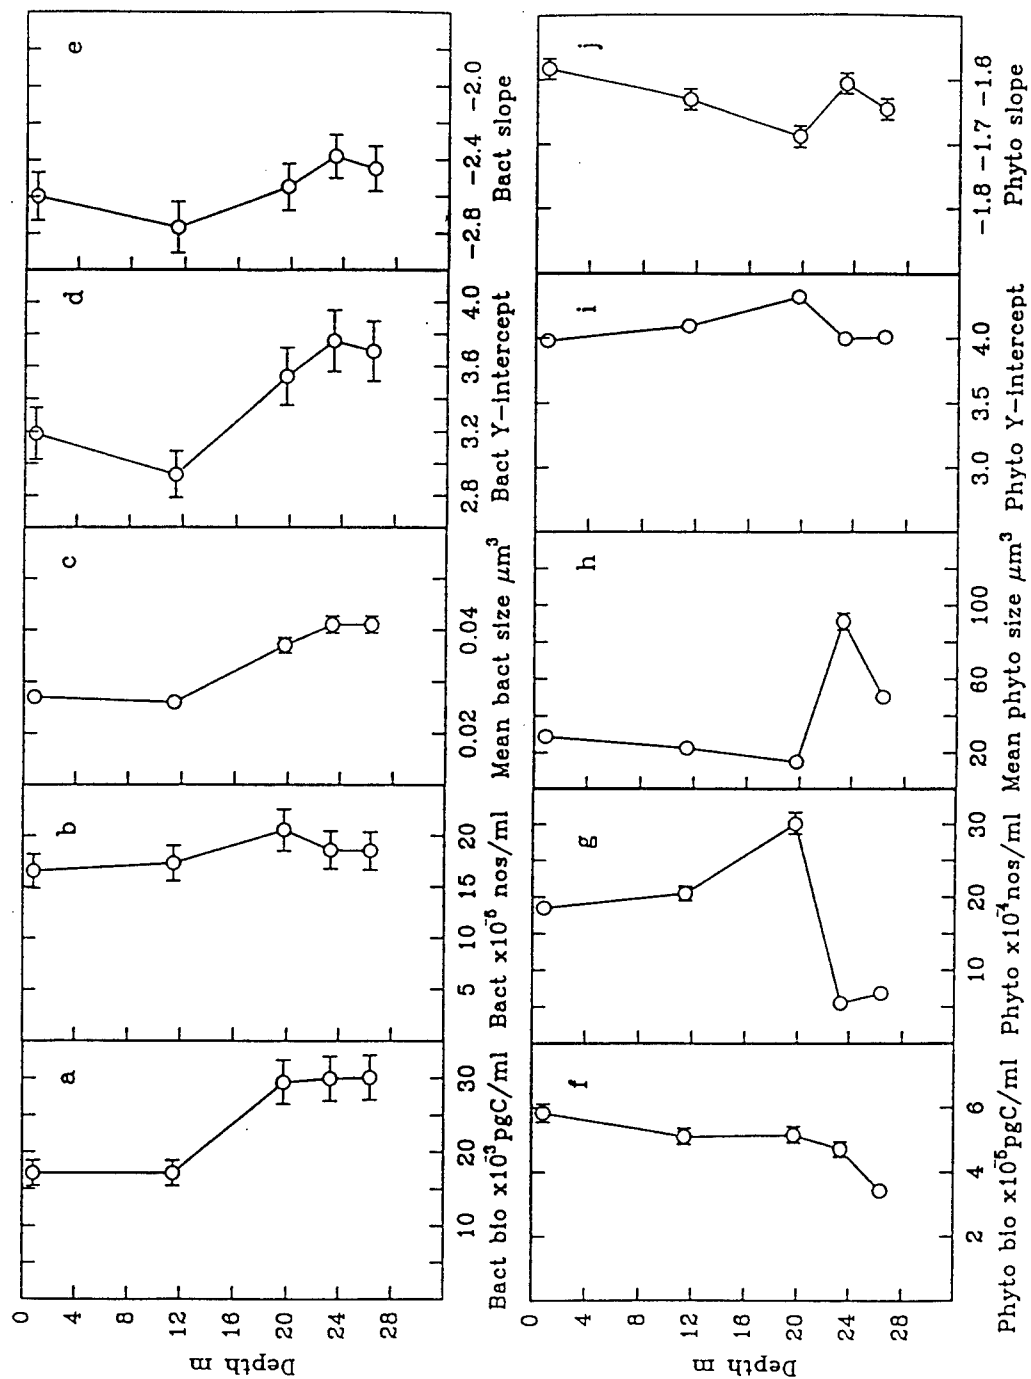 a
b
c
d
e
0
4
8
12
16
20
24
28
Depth m
10 20 30
5 10 15 20
0.02 0.04
2.8 3.2 3.6 4.0
−2.8 −2.4 −2.0
Bact bio x10⁻³pgC/ml
Bact x10⁻⁵ nos/ml
Mean bact size μm³
Bact Y−intercept
Bact slope
f
g
h
i
j
0
4
8
12
16
20
24
28
Depth m
2 4 6
10 20 30
20 60 100
3.0 3.5 4.0
−1.8 −1.7 −1.6
Phyto bio x10⁻⁵pgC/ml
Phyto x10⁻⁴nos/ml
Mean phyto size μm³
Phyto Y−intercept
Phyto slope